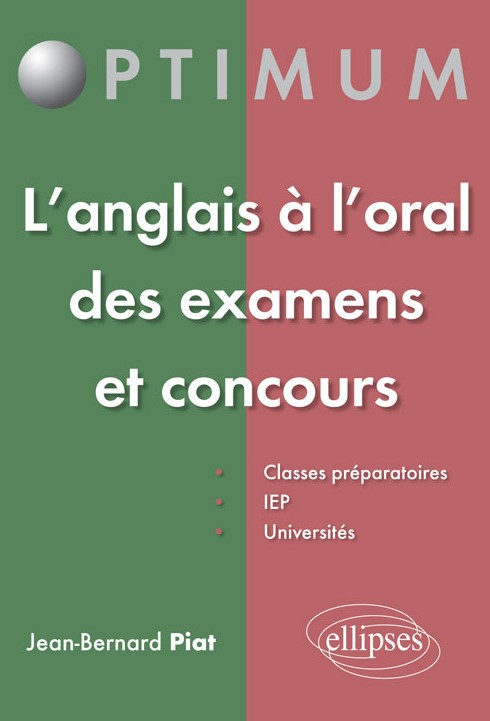 OPTIMUM
L'anglais à l'oral
des examens
et concours
• Classes préparatoires
• IEP
• Universités
Jean-Bernard Piat
ellipses